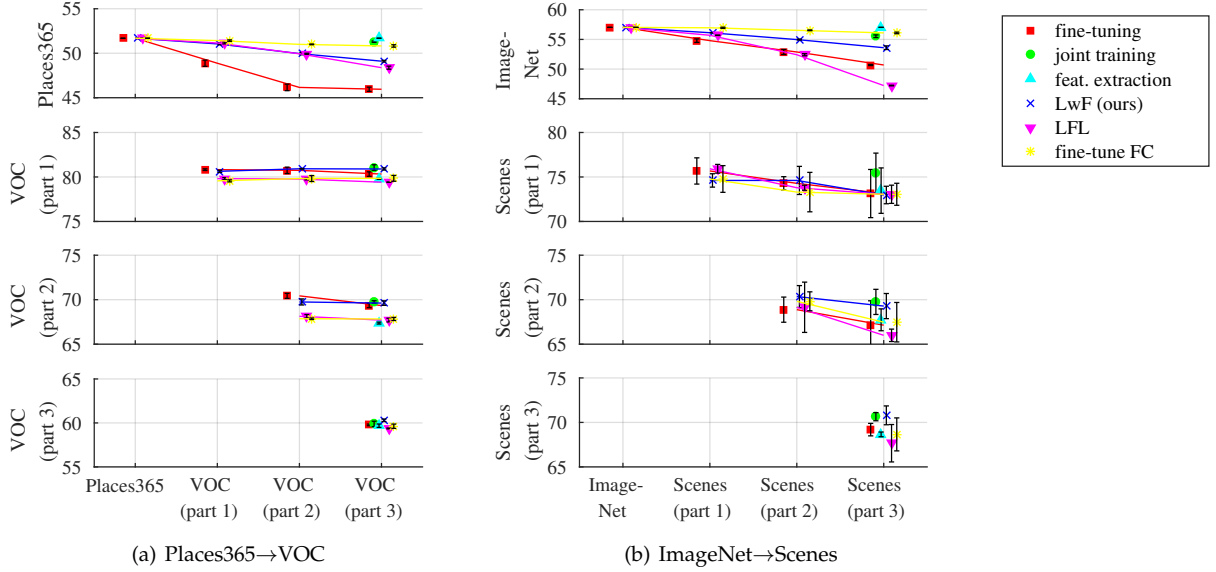 Places365
55
50
45
VOC
(part 1)
85
80
75
VOC
(part 2)
75
70
65
VOC
(part 3)
65
60
55
Places365
VOC
(part 1)
VOC
(part 2)
VOC
(part 3)
(a) Places365→VOC
Image-
Net
60
55
50
45
Scenes
(part 1)
80
75
70
Scenes
(part 2)
75
70
65
Scenes
(part 3)
75
70
65
Image-
Net
Scenes
(part 1)
Scenes
(part 2)
Scenes
(part 3)
(b) ImageNet→Scenes
fine-tuning
joint training
feat. extraction
LwF (ours)
LFL
fine-tune FC